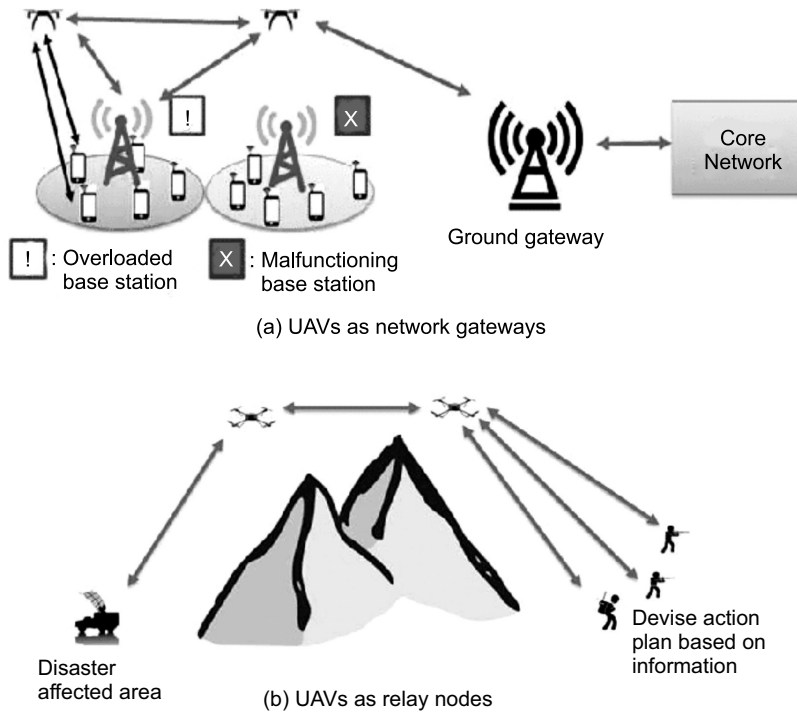 !
X
Core
Network
Ground gateway
! : Overloaded
base station
X : Malfunctioning
base station
(a) UAVs as network gateways
Disaster
affected area
Devise action
plan based on
information
(b) UAVs as relay nodes